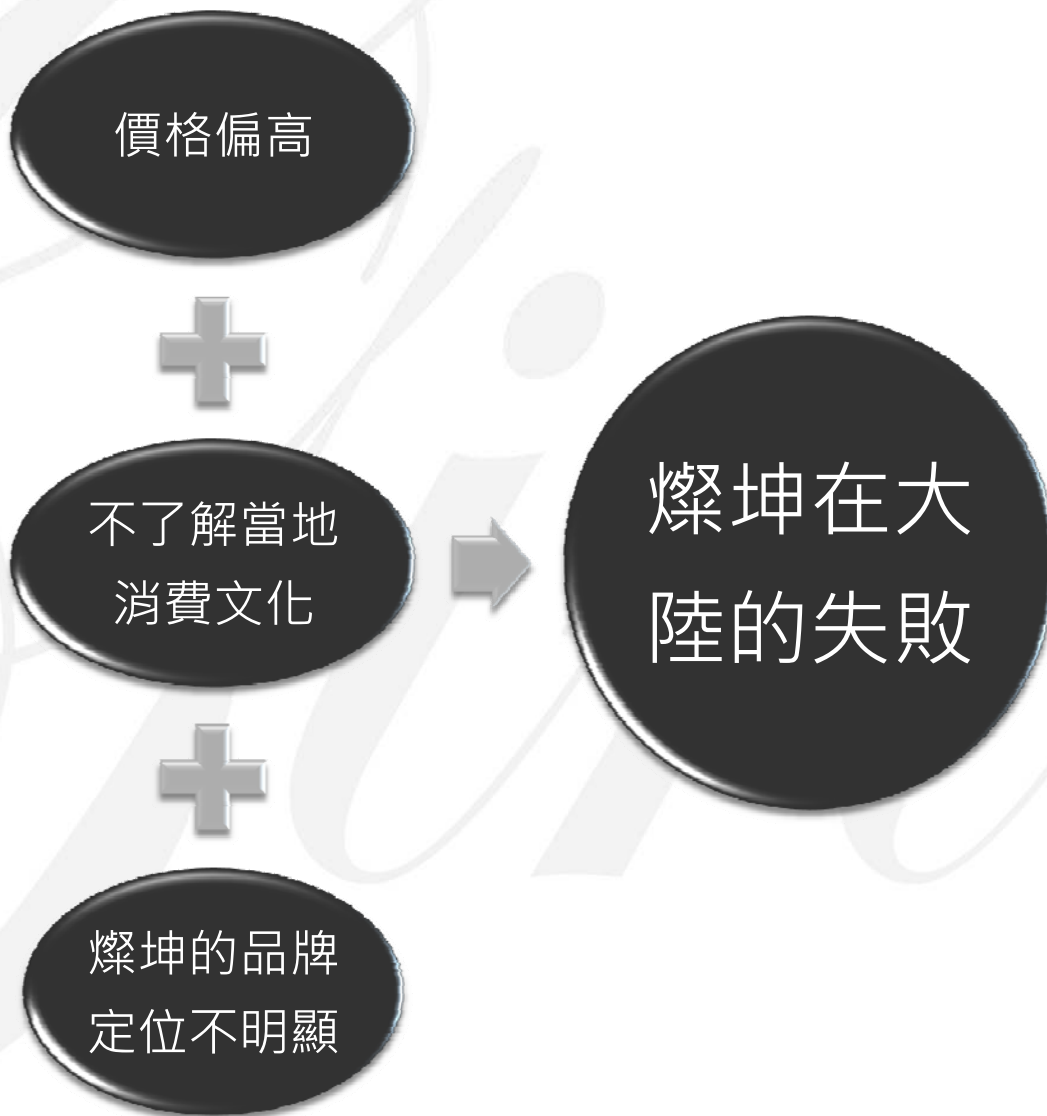 價格偏高
不了解當地
消費文化
燦坤的品牌
定位不明顯
燦坤在大
陸的失敗